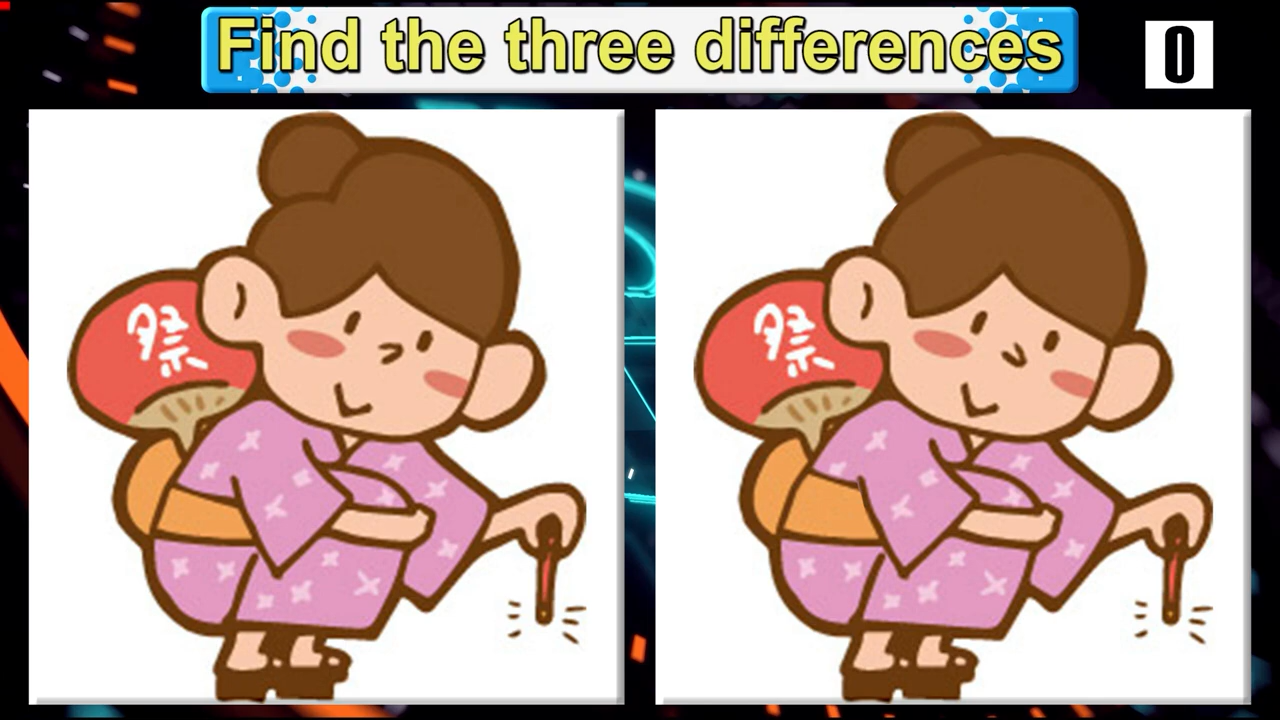 Find the three differences
0
祭
祭